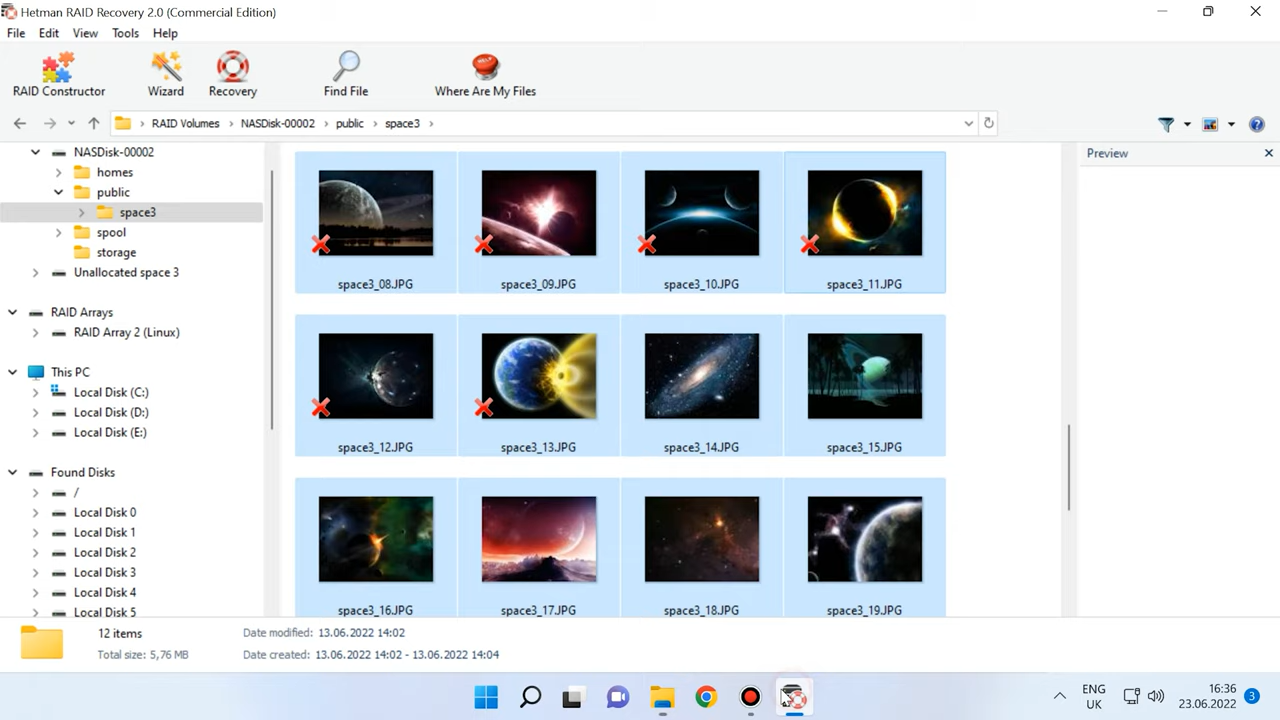 Hetman RAID Recovery 2.0 (Commercial Edition)
File Edit View Tools Help
RAID Constructor Wizard Recovery Find File Where Are My Files
RAID Volumes NASDisk-00002 public space3
NASDisk-00002
homes
public
space3
spool
storage
Unallocated space 3
RAID Arrays
RAID Array 2 (Linux)
This PC
Local Disk (C:)
Local Disk (D:)
Local Disk (E:)
Found Disks
/
Local Disk 0
Local Disk 1
Local Disk 2
Local Disk 3
Local Disk 4
Local Disk 5
space3_08.JPG space3_09.JPG space3_10.JPG space3_11.JPG
space3_12.JPG space3_13.JPG space3_14.JPG space3_15.JPG
space3_16.JPG space3_17.JPG space3_18.JPG space3_19.JPG
Preview
12 items Date modified: 13.06.2022 14:02
Total size: 5,76 MB Date created: 13.06.2022 14:02 - 13.06.2022 14:04
ENG
UK
16:36
23.06.2022
3